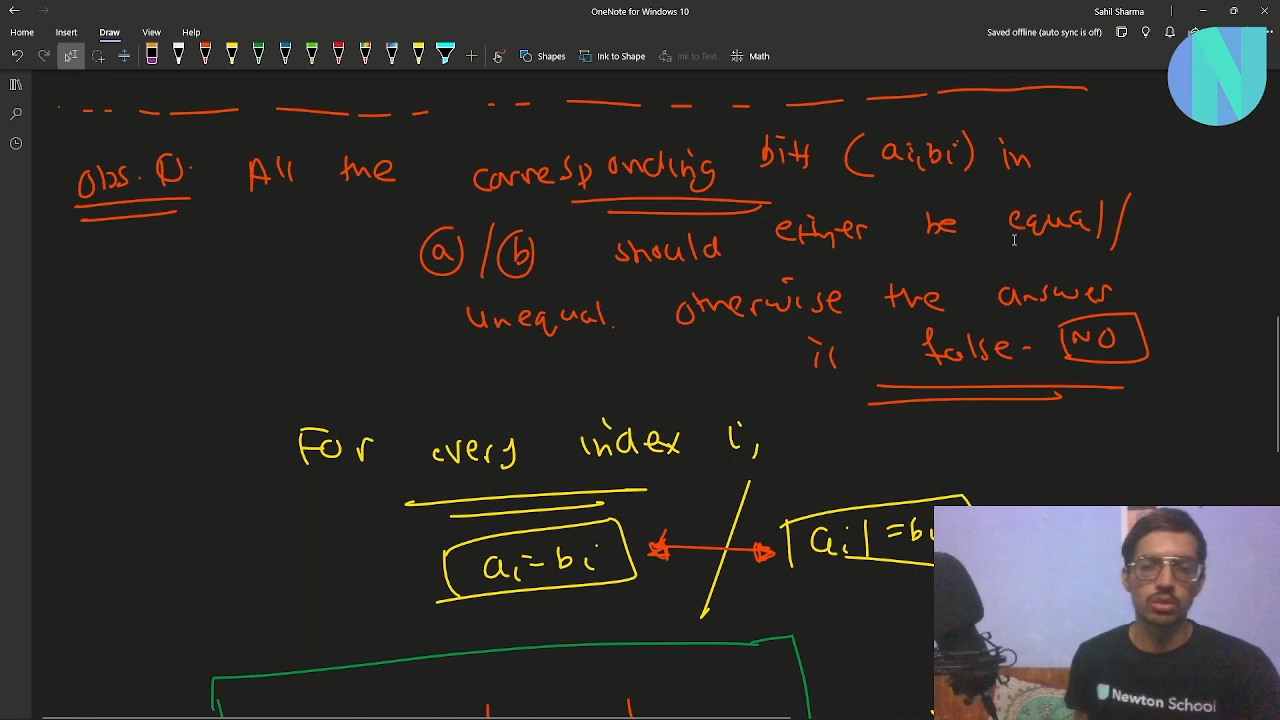 OneNote for Windows 10
Sahil Sharma
Home Insert Draw View Help
Saved offline (auto sync is off)
Shapes Ink to Shape Ink to Text Math
Obs. ①. All the corresponding bits (ai,bi) in
ⓐ/ⓑ should either be equal/
unequal. otherwise the answer
is false- NO
For every index i,
ai=bi ai!=bi
Newton School